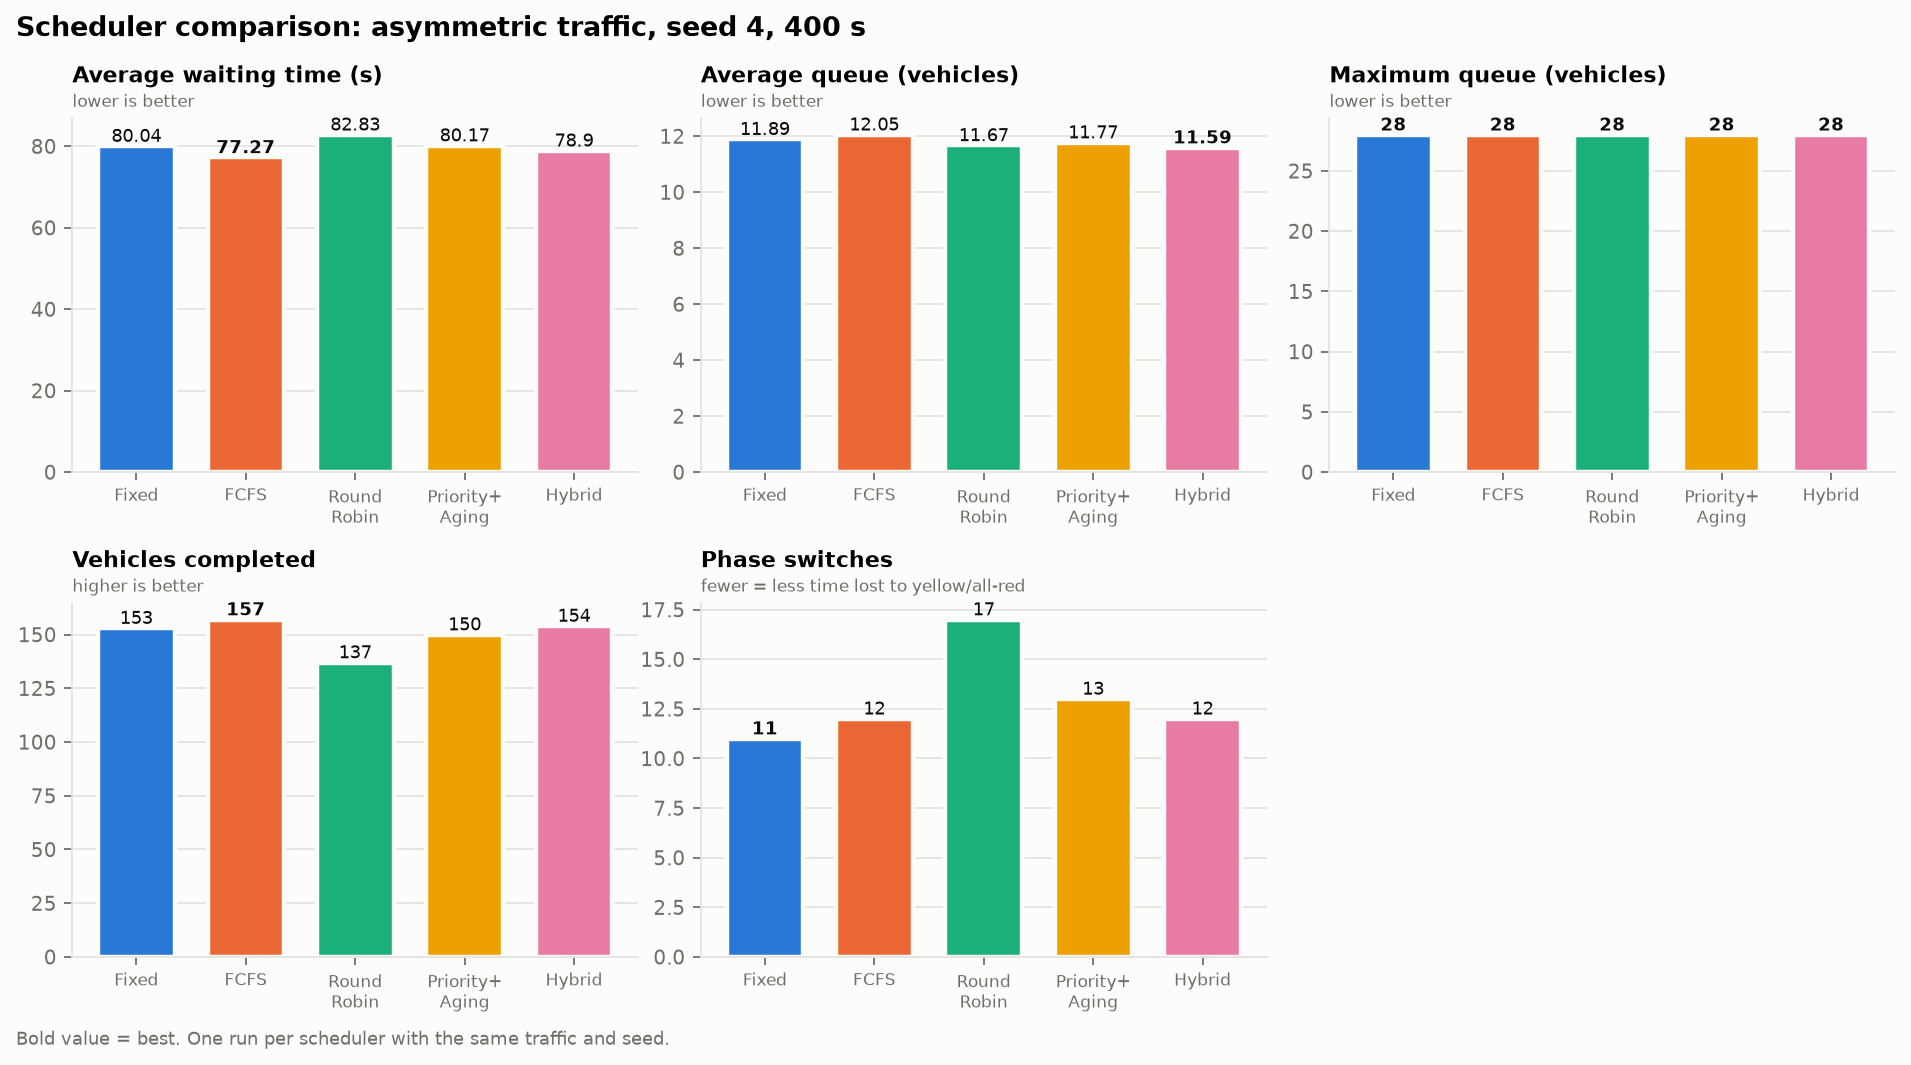 Scheduler comparison: asymmetric traffic, seed 4, 400 s
Average waiting time (s)
lower is better
80.04
77.27
82.83
80.17
78.9
80
60
40
20
0
Fixed
FCFS
Round
Robin
Priority+
Aging
Hybrid
Average queue (vehicles)
lower is better
11.89
12.05
11.67
11.77
11.59
12
10
8
6
4
2
0
Fixed
FCFS
Round
Robin
Priority+
Aging
Hybrid
Maximum queue (vehicles)
lower is better
28
28
28
28
28
25
20
15
10
5
0
Fixed
FCFS
Round
Robin
Priority+
Aging
Hybrid
Vehicles completed
higher is better
153
157
137
150
154
150
125
100
75
50
25
0
Fixed
FCFS
Round
Robin
Priority+
Aging
Hybrid
Phase switches
fewer = less time lost to yellow/all-red
11
12
17
13
12
17.5
15.0
12.5
10.0
7.5
5.0
2.5
0.0
Fixed
FCFS
Round
Robin
Priority+
Aging
Hybrid
Bold value = best. One run per scheduler with the same traffic and seed.